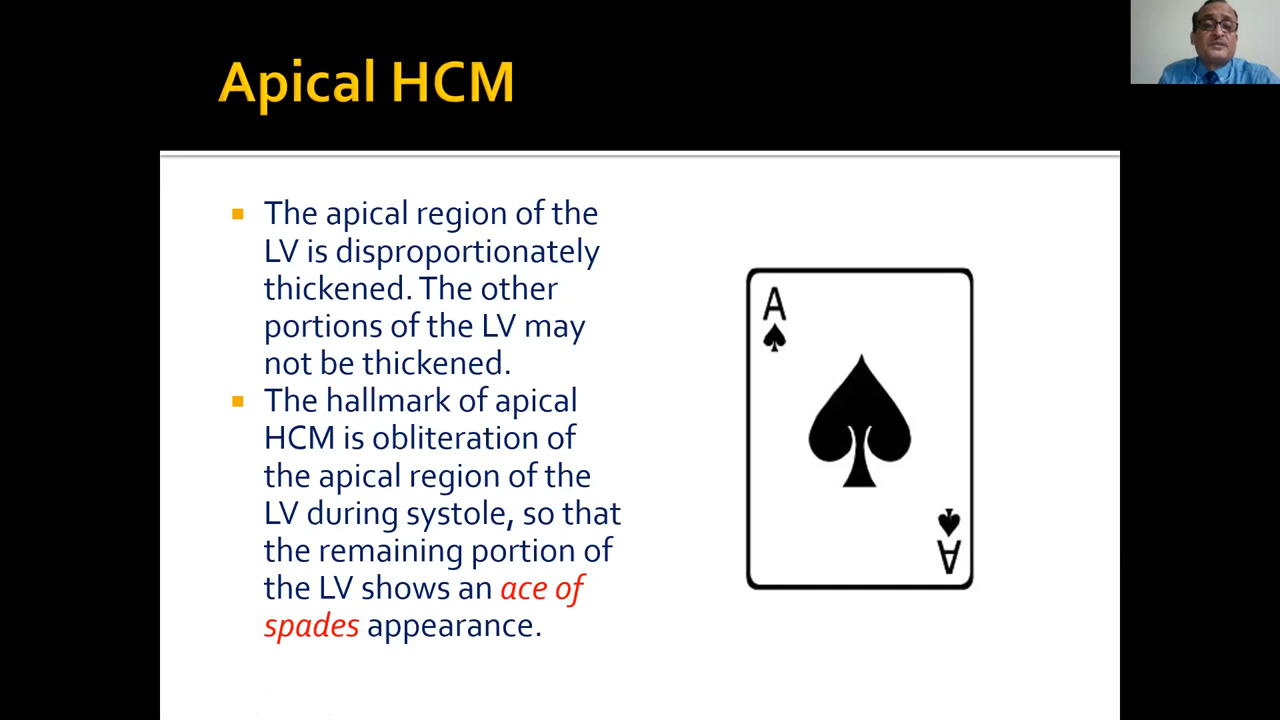 Apical HCM
The apical region of the
LV is disproportionately
thickened. The other
portions of the LV may
not be thickened.
The hallmark of apical
HCM is obliteration of
the apical region of the
LV during systole, so that
the remaining portion of
the LV shows an ace of
spades appearance.
A
A